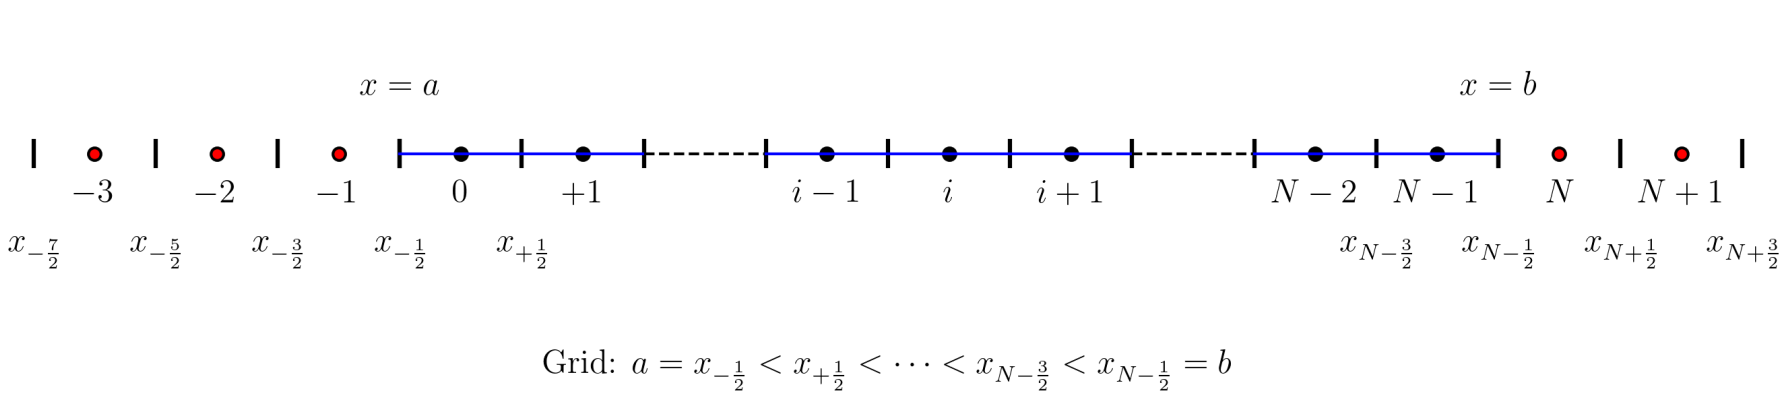 x = a x = b
−3 −2 −1 0 +1 i − 1 i i + 1 N − 2 N − 1 N N + 1
x_{-\frac{7}{2}} x_{-\frac{5}{2}} x_{-\frac{3}{2}} x_{-\frac{1}{2}} x_{+\frac{1}{2}} x_{N-\frac{3}{2}} x_{N-\frac{1}{2}} x_{N+\frac{1}{2}} x_{N+\frac{3}{2}}
Grid: a = x_{-\frac{1}{2}} < x_{+\frac{1}{2}} < ⋯ < x_{N-\frac{3}{2}} < x_{N-\frac{1}{2}} = b